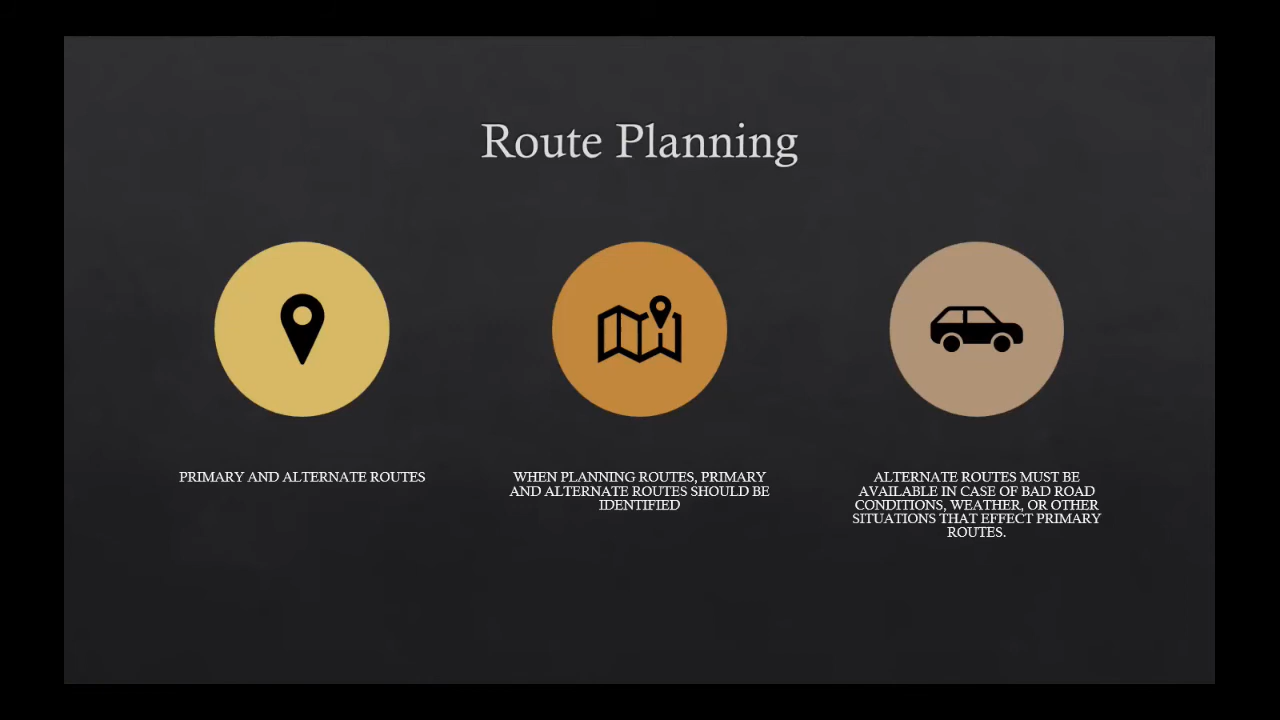 Route Planning
PRIMARY AND ALTERNATE ROUTES
WHEN PLANNING ROUTES, PRIMARY
AND ALTERNATE ROUTES SHOULD BE
IDENTIFIED
ALTERNATE ROUTES MUST BE
AVAILABLE IN CASE OF BAD ROAD
CONDITIONS, WEATHER, OR OTHER
SITUATIONS THAT EFFECT PRIMARY
ROUTES.